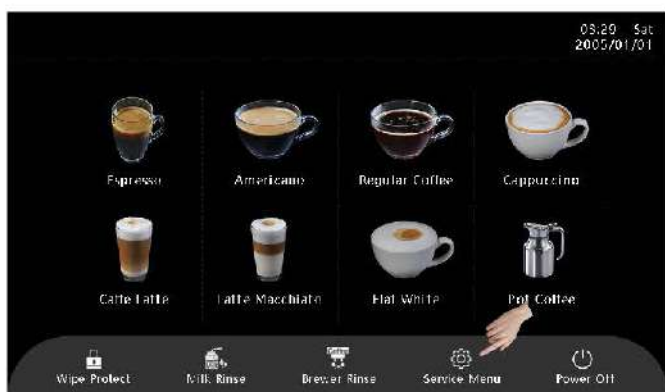 08:29 Sat
2005/01/01
Espresso
Americano
Regular Coffee
Cappuccino
Caffe Latte
Latte Macchiato
Flat White
Pot Coffee
Coffee
Wipe Protect
Milk Rinse
Brewer Rinse
Service Menu
Power Off